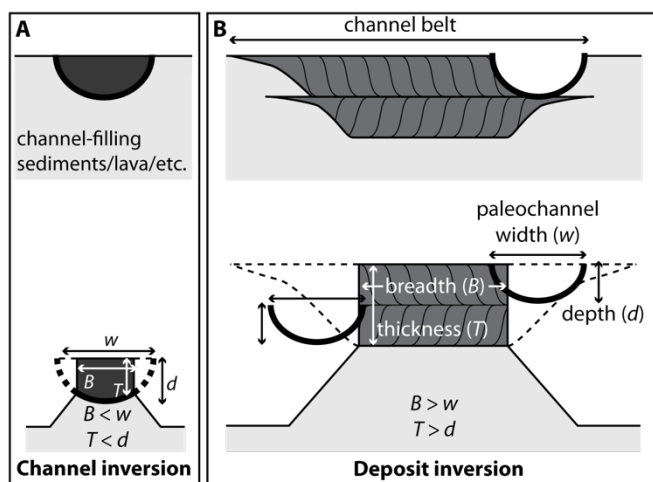 A
channel-filling
sediments/lava/etc.
w
B
T
d
B < w
T < d
Channel inversion
B
channel belt
paleochannel
width (w)
breadth (B)
thickness (T)
depth (d)
B > w
T > d
Deposit inversion